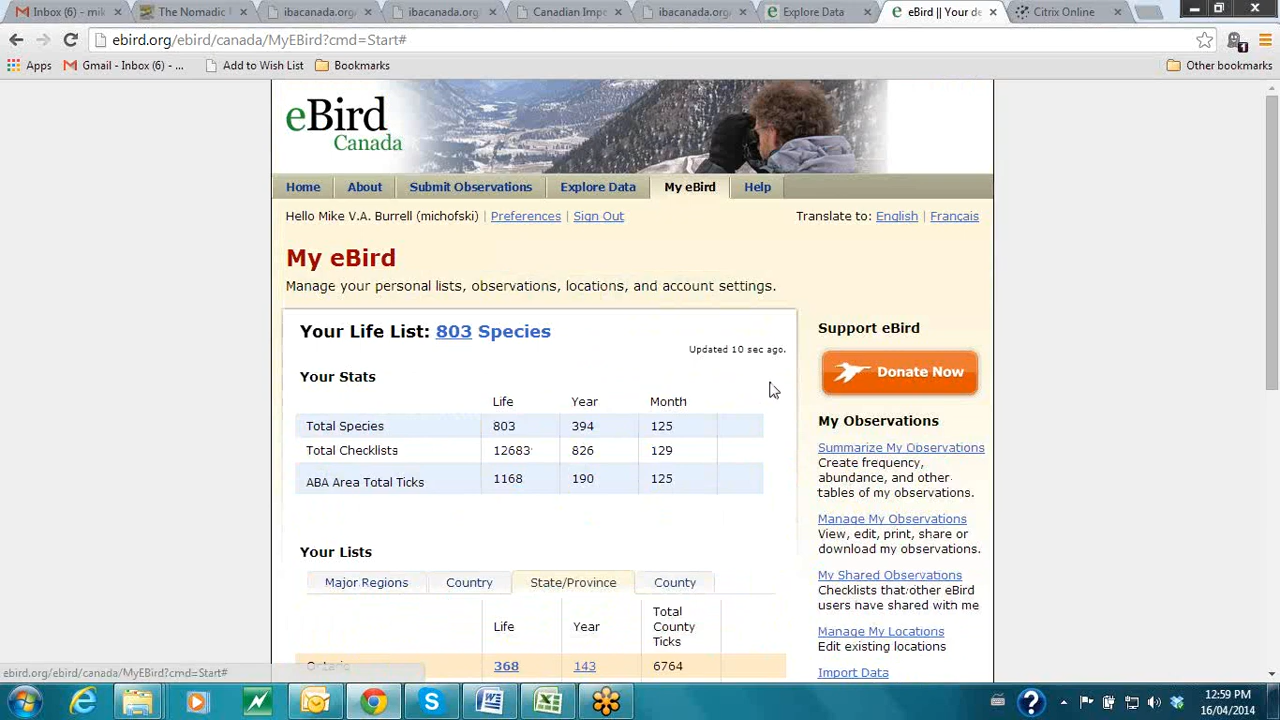 Inbox (6) - mik
The Nomadic
ibacanada.org/
ibacanada.org/
Canadian Impe
ibacanada.org/
Explore Data
eBird || Your de
Citrix Online
ebird.org/ebird/canada/MyEBird?cmd=Start#
1
Apps
Gmail - Inbox (6) - ...
Add to Wish List
Bookmarks
Other bookmarks
eBird
Canada
Home
About
Submit Observations
Explore Data
My eBird
Help
Hello Mike V.A. Burrell (michofski) | Preferences | Sign Out
Translate to: English | Français
My eBird
Manage your personal lists, observations, locations, and account settings.
Your Life List: 803 Species
Updated 10 sec ago.
Your Stats
Life Year Month
Total Species 803 394 125
Total Checklists 12683 826 129
ABA Area Total Ticks 1168 190 125
Your Lists
Major Regions Country State/Province County
Life Year Total County Ticks
Ontario 368 143 6764
Support eBird
Donate Now
My Observations
Summarize My Observations
Create frequency,
abundance, and other
tables of my observations.
Manage My Observations
View, edit, print, share or
download my observations.
My Shared Observations
Checklists that other eBird
users have shared with me
Manage My Locations
Edit existing locations
Import Data
ebird.org/ebird/canada/MyEBird?cmd=Start#
12:59 PM
16/04/2014